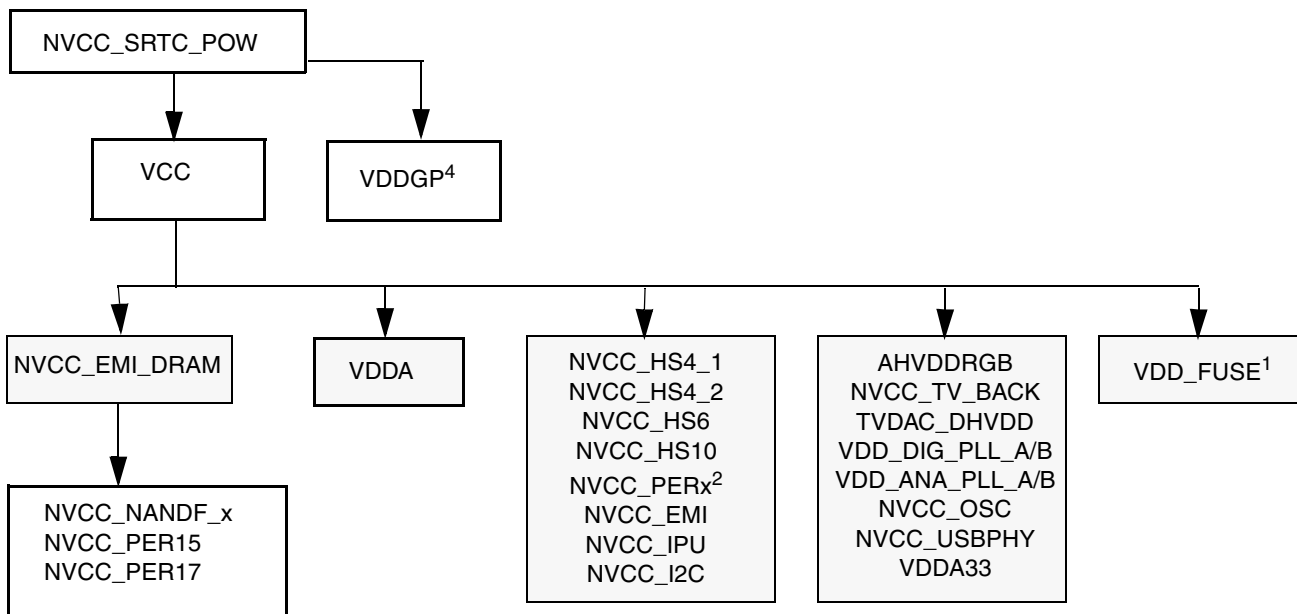 NVCC_SRTC_POW
VCC
VDDGP4
NVCC_EMI_DRAM
VDDA
NVCC_HS4_1
NVCC_HS4_2
NVCC_HS6
NVCC_HS10
NVCC_PERx2
NVCC_EMI
NVCC_IPU
NVCC_I2C
AHVDDRGB
NVCC_TV_BACK
TVDAC_DHVDD
VDD_DIG_PLL_A/B
VDD_ANA_PLL_A/B
NVCC_OSC
NVCC_USBPHY
VDDA33
VDD_FUSE1
NVCC_NANDF_x
NVCC_PER15
NVCC_PER17